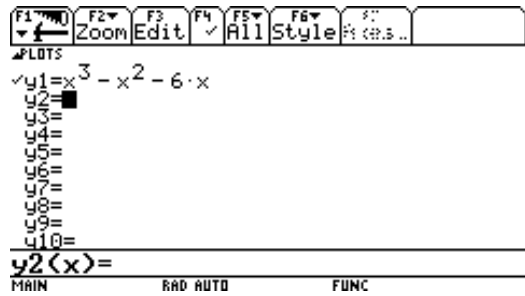 F1 F2▼ F3 F4 F5▼ F6▼
Zoom Edit ✓ All Style
▲PLOTS
✓y1=x³ - x² - 6·x
y2=
y3=
y4=
y5=
y6=
y7=
y8=
y9=
y10=
y2(x)=
MAIN RAD AUTO FUNC